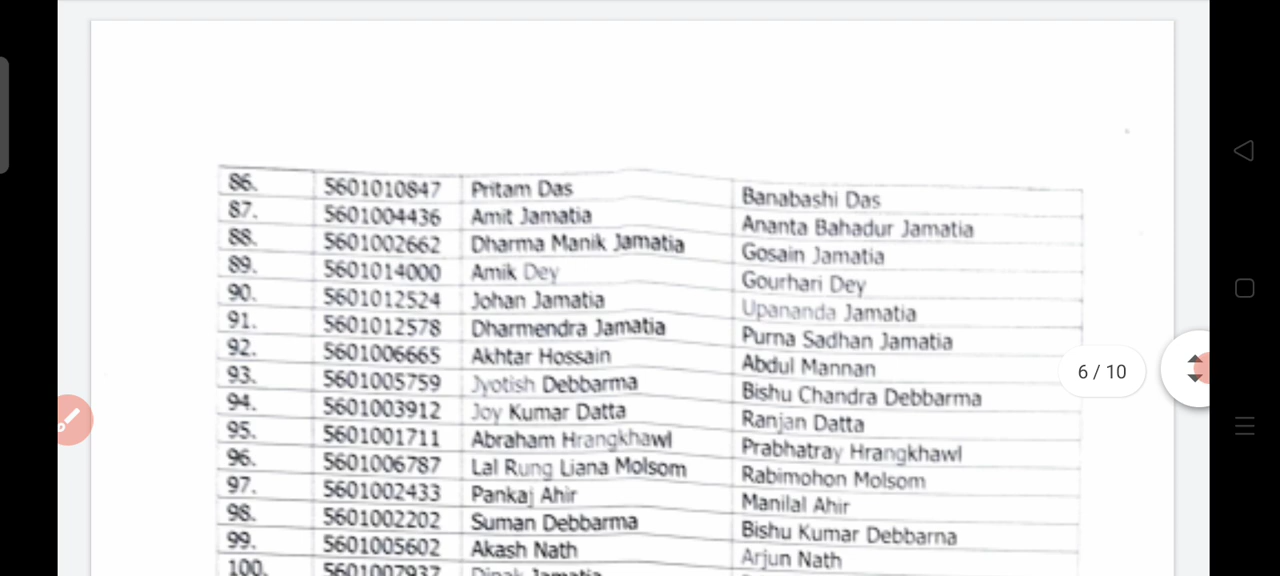 86. 5601010847 Pritam Das Banabashi Das
87. 5601004436 Amit Jamatia Ananta Bahadur Jamatia
88. 5601002662 Dharma Manik Jamatia Gosain Jamatia
89. 5601014000 Amik Dey Gourhari Dey
90. 5601012524 Johan Jamatia Upananda Jamatia
91. 5601012578 Dharmendra Jamatia Purna Sadhan Jamatia
92. 5601006665 Akhtar Hossain Abdul Mannan
93. 5601005759 Jyotish Debbarma Bishu Chandra Debbarma
94. 5601003912 Joy Kumar Datta Ranjan Datta
95. 5601001711 Abraham Hrangkhawl Prabhatray Hrangkhawl
96. 5601006787 Lal Rung Liana Molsom Rabimohon Molsom
97. 5601002433 Pankaj Ahir Manilal Ahir
98. 5601002202 Suman Debbarma Bishu Kumar Debbarna
99. 5601005602 Akash Nath Arjun Nath
100. 5601007937 Dipak Jamatia
6 / 10